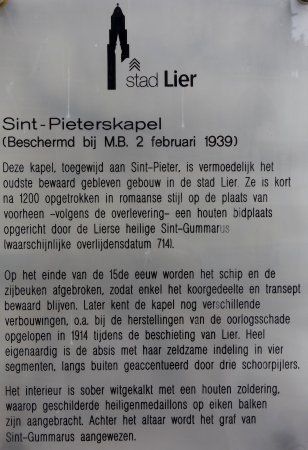 stad Lier
Sint-Pieterskapel
(Beschermd bij M.B. 2 februari 1939)
Deze kapel, toegewijd aan Sint-Pieter, is vermoedelijk het
oudste bewaard gebleven gebouw in de stad Lier. Ze is kort
na 1200 opgetrokken in romaanse stijl op de plaats van
voorheen -volgens de overlevering- een houten bidplaats
opgericht door de Lierse heilige Sint-Gummarus
(waarschijnlijke overlijdensdatum 714).
Op het einde van de 15de eeuw worden het schip en de
zijbeuken afgebroken, zodat enkel het koorgedeelte en transept
bewaard blijven. Later kent de kapel nog verschillende
verbouwingen, o.a. bij de herstellingen van de oorlogsschade
opgelopen in 1914 tijdens de beschieting van Lier. Heel
eigenaardig is de absis met haar zeldzame indeling in vier
segmenten, langs buiten geaccentueerd door drie schoorpijlers.
Het interieur is sober witgekalkt met een houten zoldering,
waarop geschilderde heiligenmedaillons op eiken balken
zijn aangebracht. Achter het altaar wordt het graf van
Sint-Gummarus aangewezen.